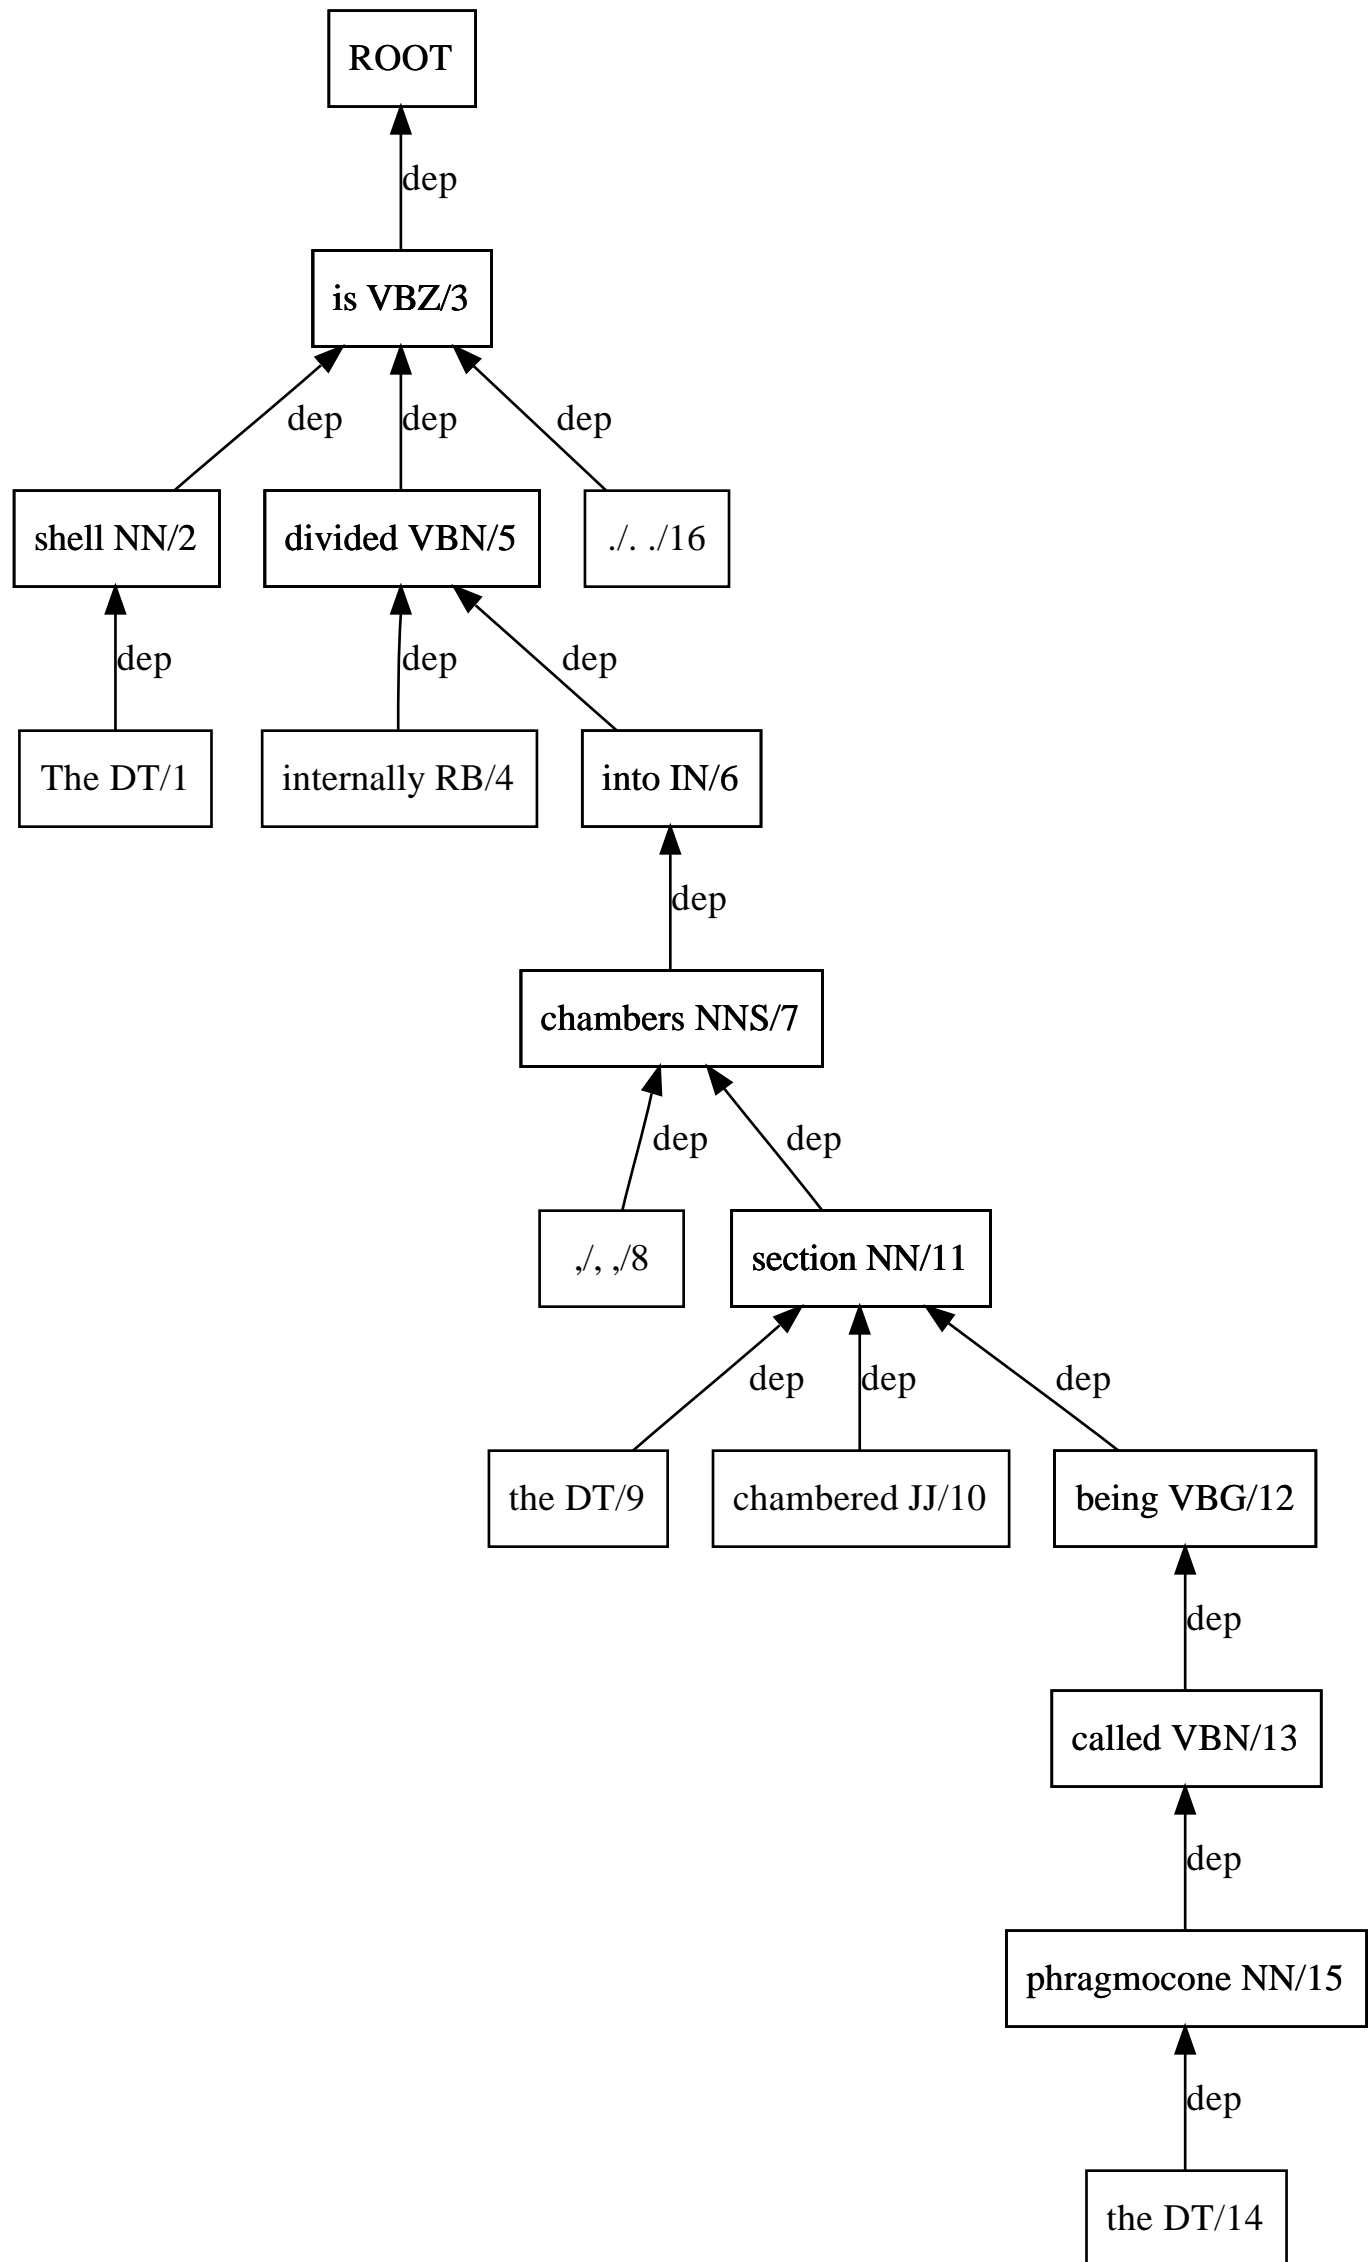 ROOT
dep
is VBZ/3
dep dep dep
shell NN/2 divided VBN/5 ./. ./16
dep dep dep
The DT/1 internally RB/4 into IN/6
dep
chambers NNS/7
dep dep
,/, ,/8 section NN/11
dep dep dep
the DT/9 chambered JJ/10 being VBG/12
dep
called VBN/13
dep
phragmocone NN/15
dep
the DT/14